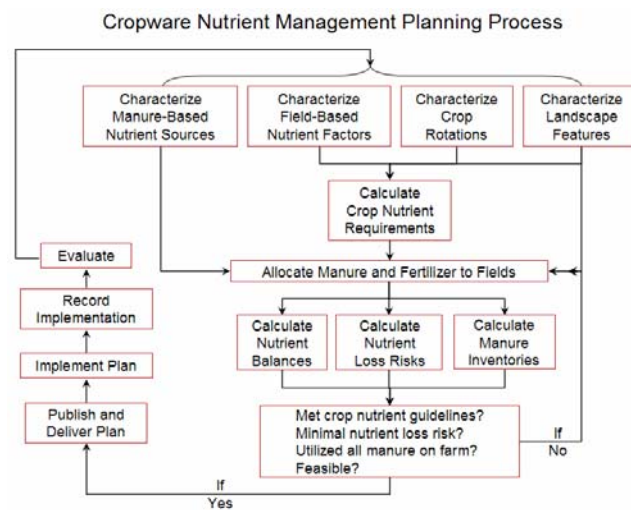 Cropware Nutrient Management Planning Process
Characterize
Manure-Based
Nutrient Sources
Characterize
Field-Based
Nutrient Factors
Characterize
Crop
Rotations
Characterize
Landscape
Features
Calculate
Crop Nutrient
Requirements
Evaluate
Allocate Manure and Fertilizer to Fields
Record
Implementation
Calculate
Nutrient
Balances
Calculate
Nutrient
Loss Risks
Calculate
Manure
Inventories
Implement Plan
Publish and
Deliver Plan
Met crop nutrient guidelines?
Minimal nutrient loss risk?
Utilized all manure on farm?
Feasible?
If
No
If
Yes